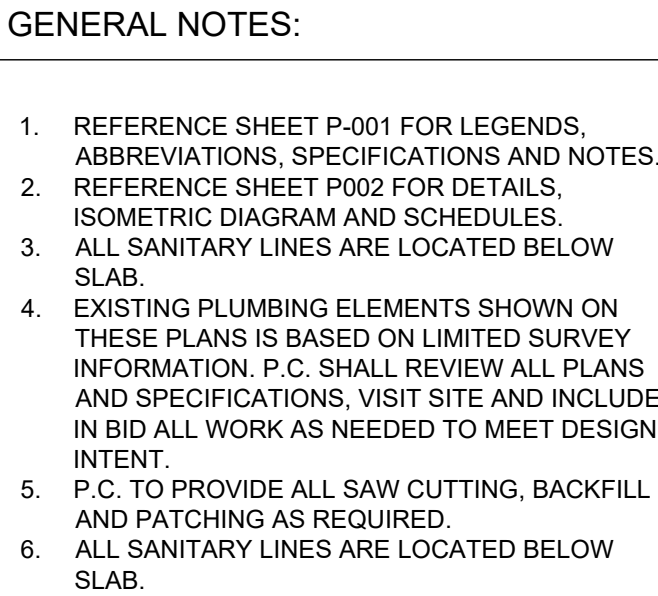 GENERAL NOTES:
1. REFERENCE SHEET P-001 FOR LEGENDS,
ABBREVIATIONS, SPECIFICATIONS AND NOTES.
2. REFERENCE SHEET P002 FOR DETAILS,
ISOMETRIC DIAGRAM AND SCHEDULES.
3. ALL SANITARY LINES ARE LOCATED BELOW
SLAB.
4. EXISTING PLUMBING ELEMENTS SHOWN ON
THESE PLANS IS BASED ON LIMITED SURVEY
INFORMATION. P.C. SHALL REVIEW ALL PLANS
AND SPECIFICATIONS, VISIT SITE AND INCLUDE
IN BID ALL WORK AS NEEDED TO MEET DESIGN
INTENT.
5. P.C. TO PROVIDE ALL SAW CUTTING, BACKFILL
AND PATCHING AS REQUIRED.
6. ALL SANITARY LINES ARE LOCATED BELOW
SLAB.